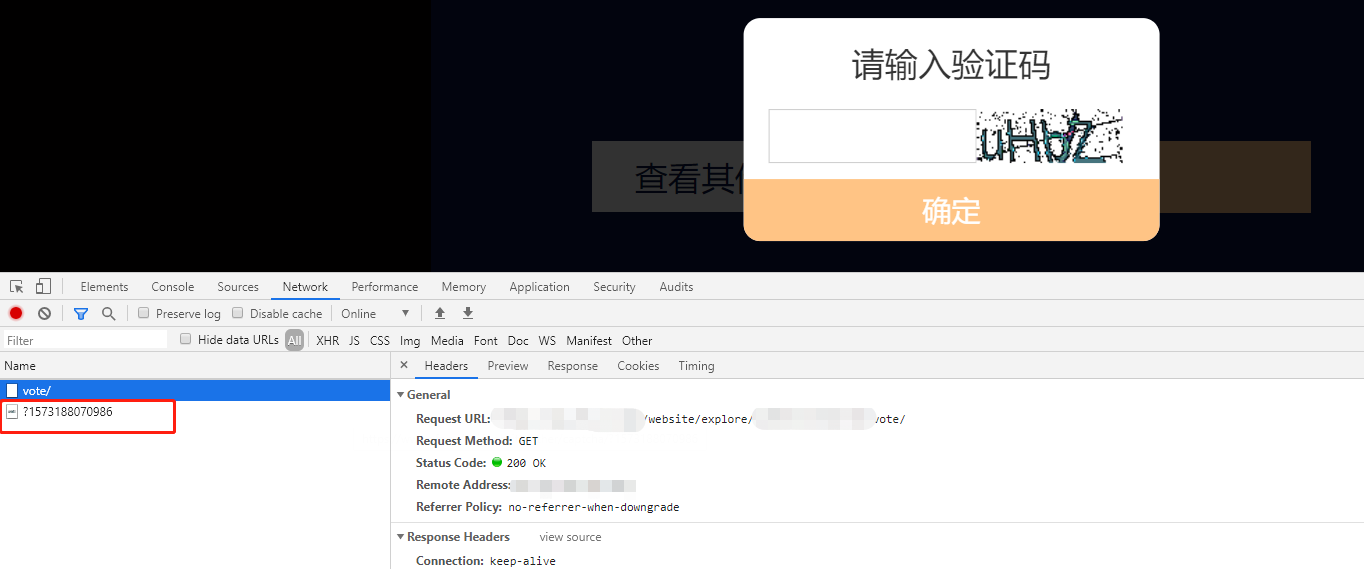 请输入验证码
uHbZ
查看其
确定
Elements Console Sources Network Performance Memory Application Security Audits
Preserve log Disable cache Online
Filter Hide data URLs All XHR JS CSS Img Media Font Doc WS Manifest Other
Name × Headers Preview Response Cookies Timing
vote/
?1573188070986
General
Request URL: /website/explore/ vote/
Request Method: GET
Status Code: 200 OK
Remote Address:
Referrer Policy: no-referrer-when-downgrade
Response Headers view source
Connection: keep-alive